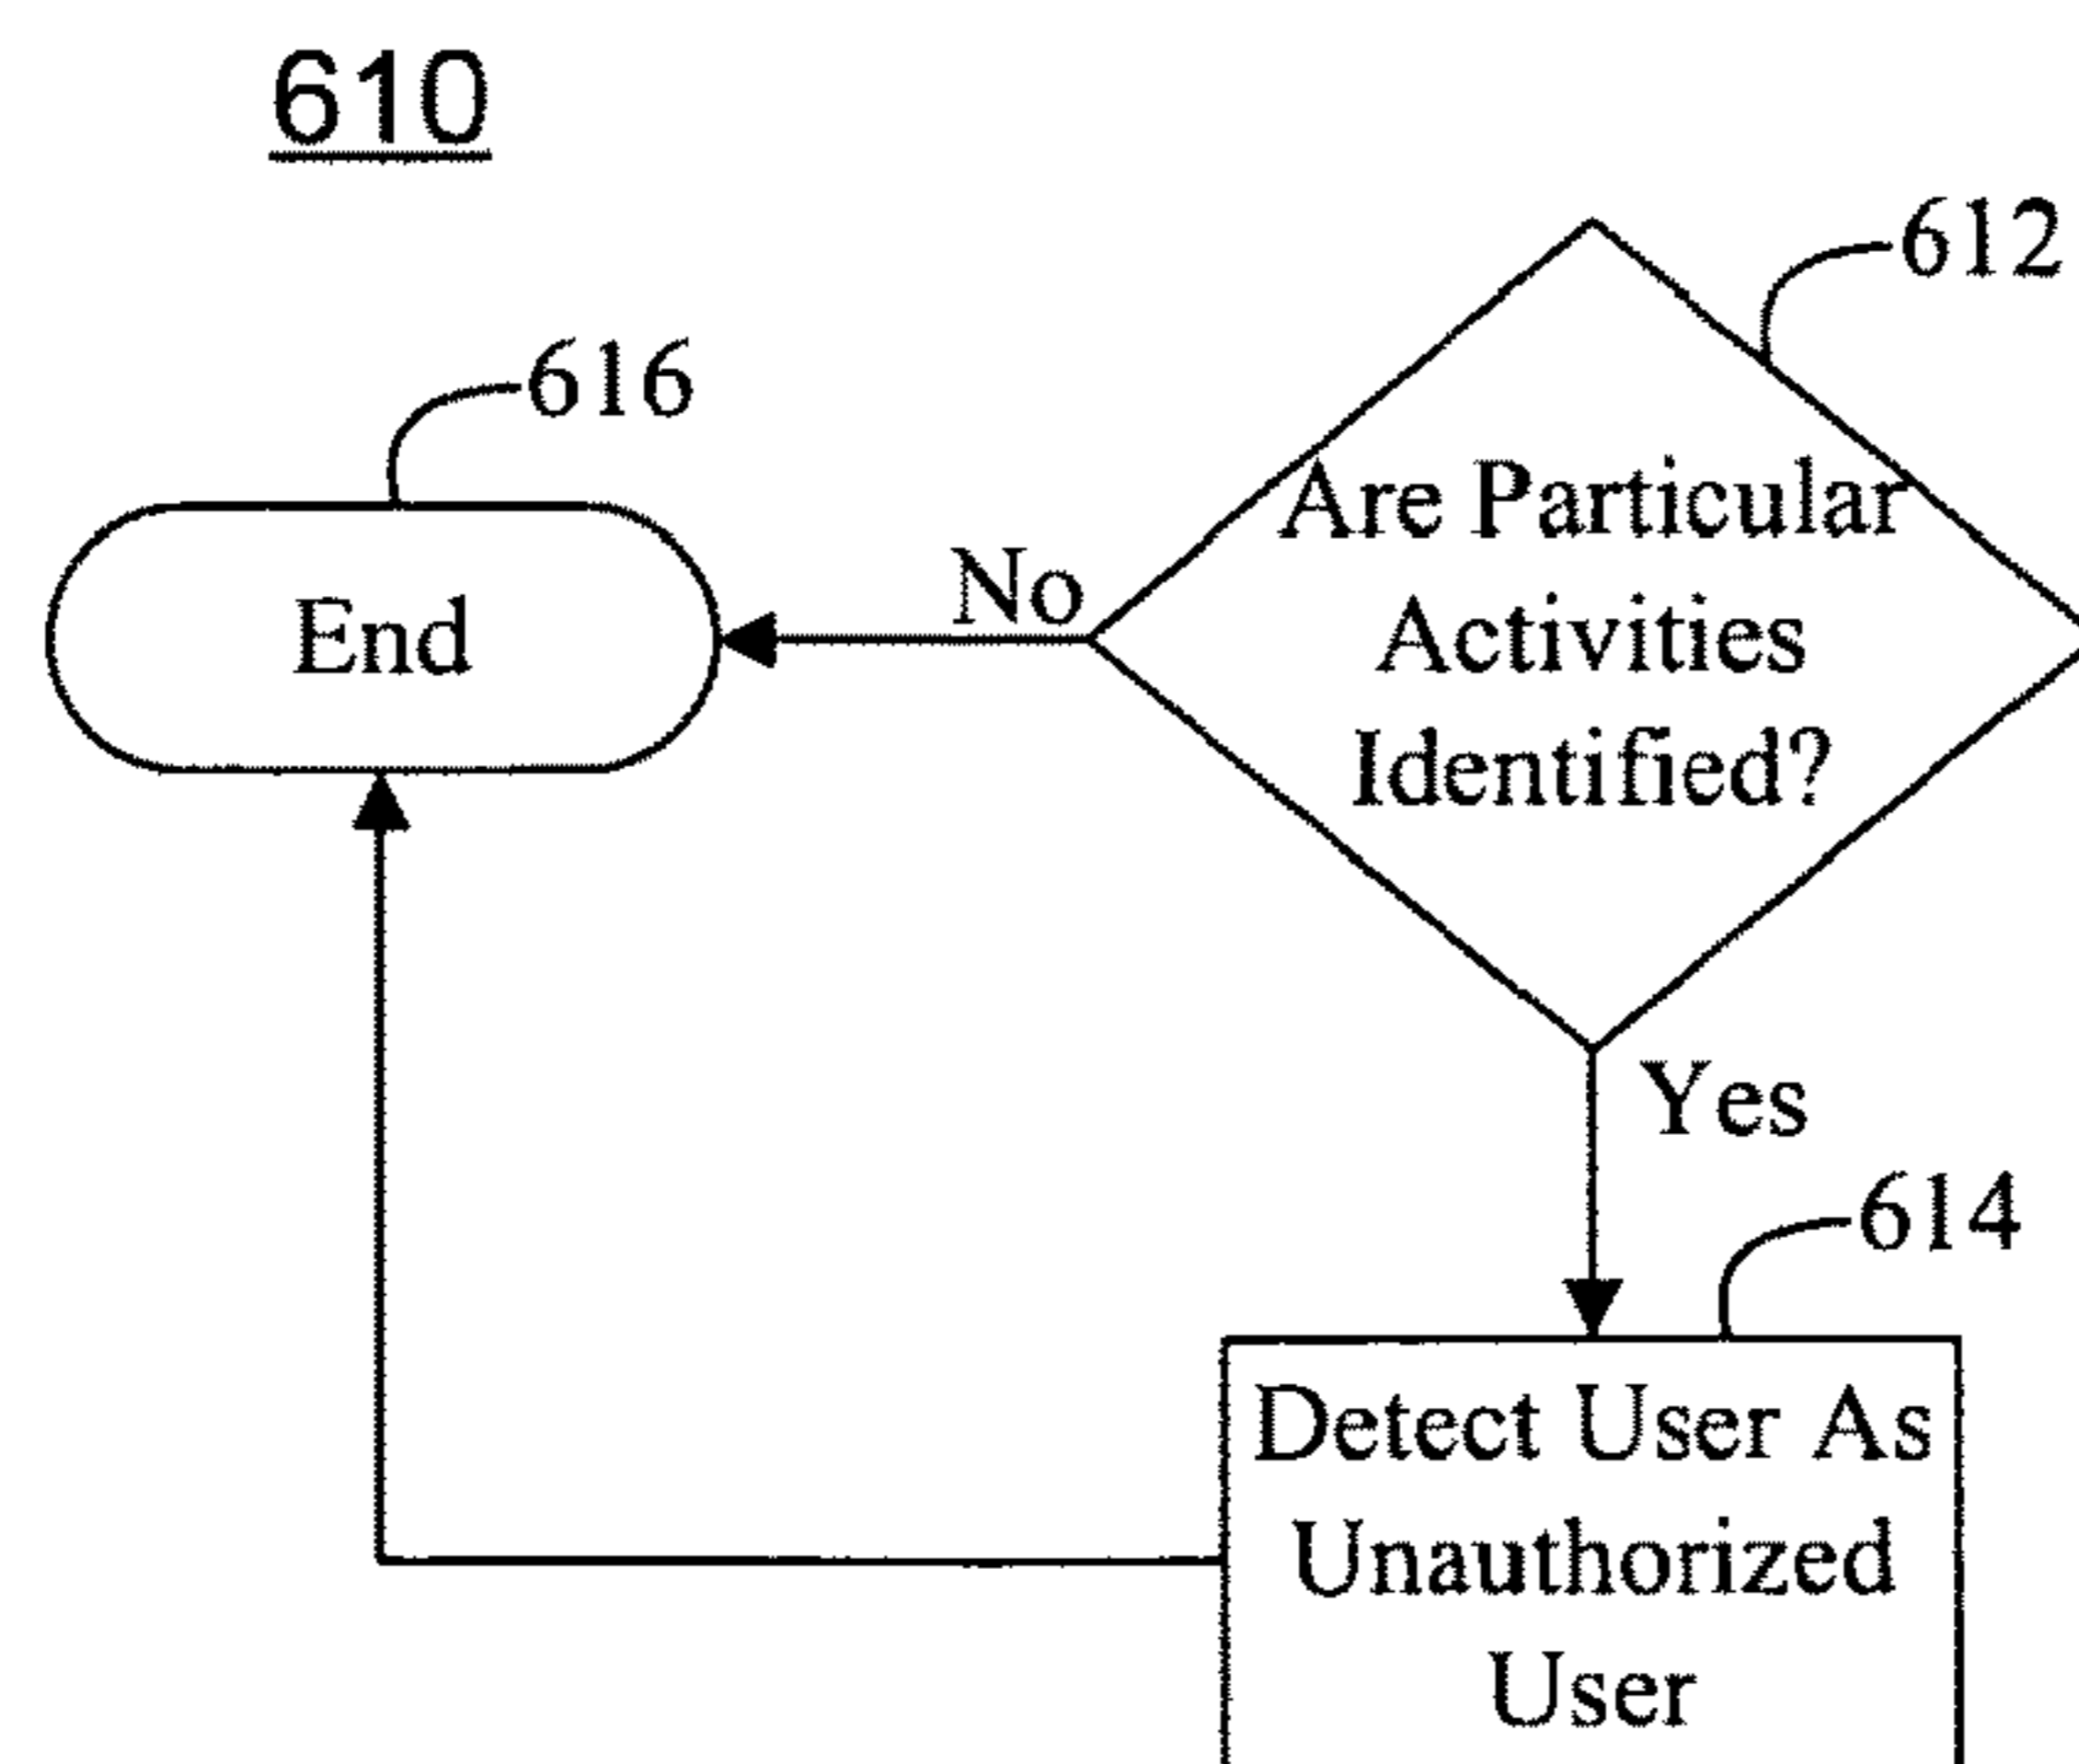 610
612
616
Are Particular
Activities
Identified?
No
End
Yes
614
Detect User As
Unauthorized
User